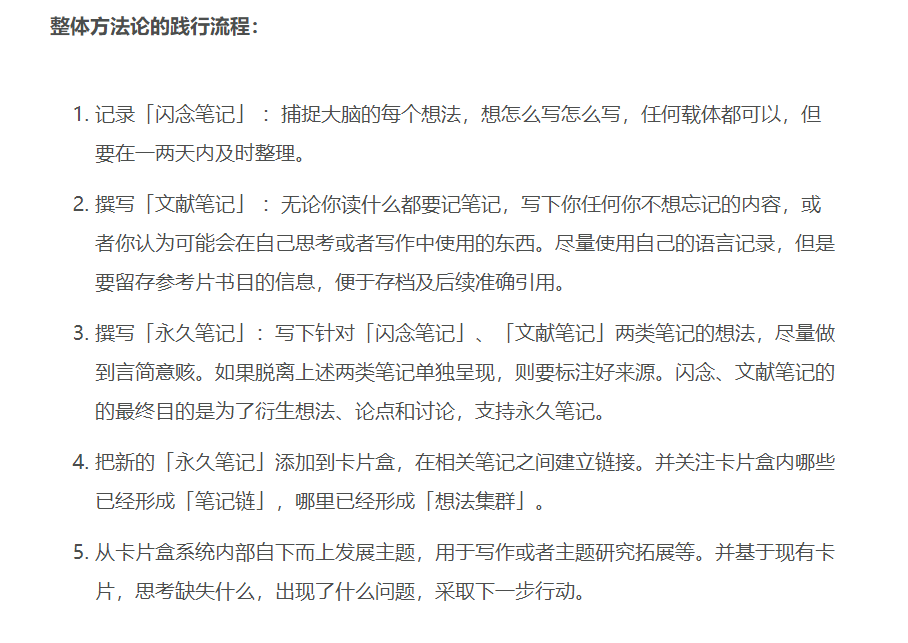 整体方法论的践行流程：
1. 记录「闪念笔记」 ：捕捉大脑的每个想法，想怎么写怎么写，任何载体都可以，但
要在一两天内及时整理。
2. 撰写「文献笔记」 ：无论你读什么都要记笔记，写下你任何你不想忘记的内容，或
者你认为可能会在自己思考或者写作中使用的东西。尽量使用自己的语言记录，但是
要留存参考片书目的信息，便于存档及后续准确引用。
3. 撰写「永久笔记」：写下针对「闪念笔记」、「文献笔记」两类笔记的想法，尽量做
到言简意赅。如果脱离上述两类笔记单独呈现，则要标注好来源。闪念、文献笔记的
的最终目的是为了衍生想法、论点和讨论，支持永久笔记。
4. 把新的「永久笔记」添加到卡片盒，在相关笔记之间建立链接。并关注卡片盒内哪些
已经形成「笔记链」，哪里已经形成「想法集群」。
5. 从卡片盒系统内部自下而上发展主题，用于写作或者主题研究拓展等。并基于现有卡
片，思考缺失什么，出现了什么问题，采取下一步行动。